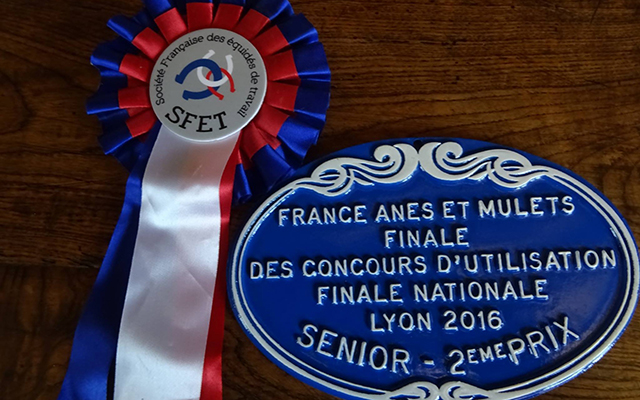 Société Française des équidés de travail
SFET
FRANCE ANES ET MULETS
FINALE
DES CONCOURS D'UTILISATION
FINALE NATIONALE
LYON 2016
SENIOR - 2EME PRIX